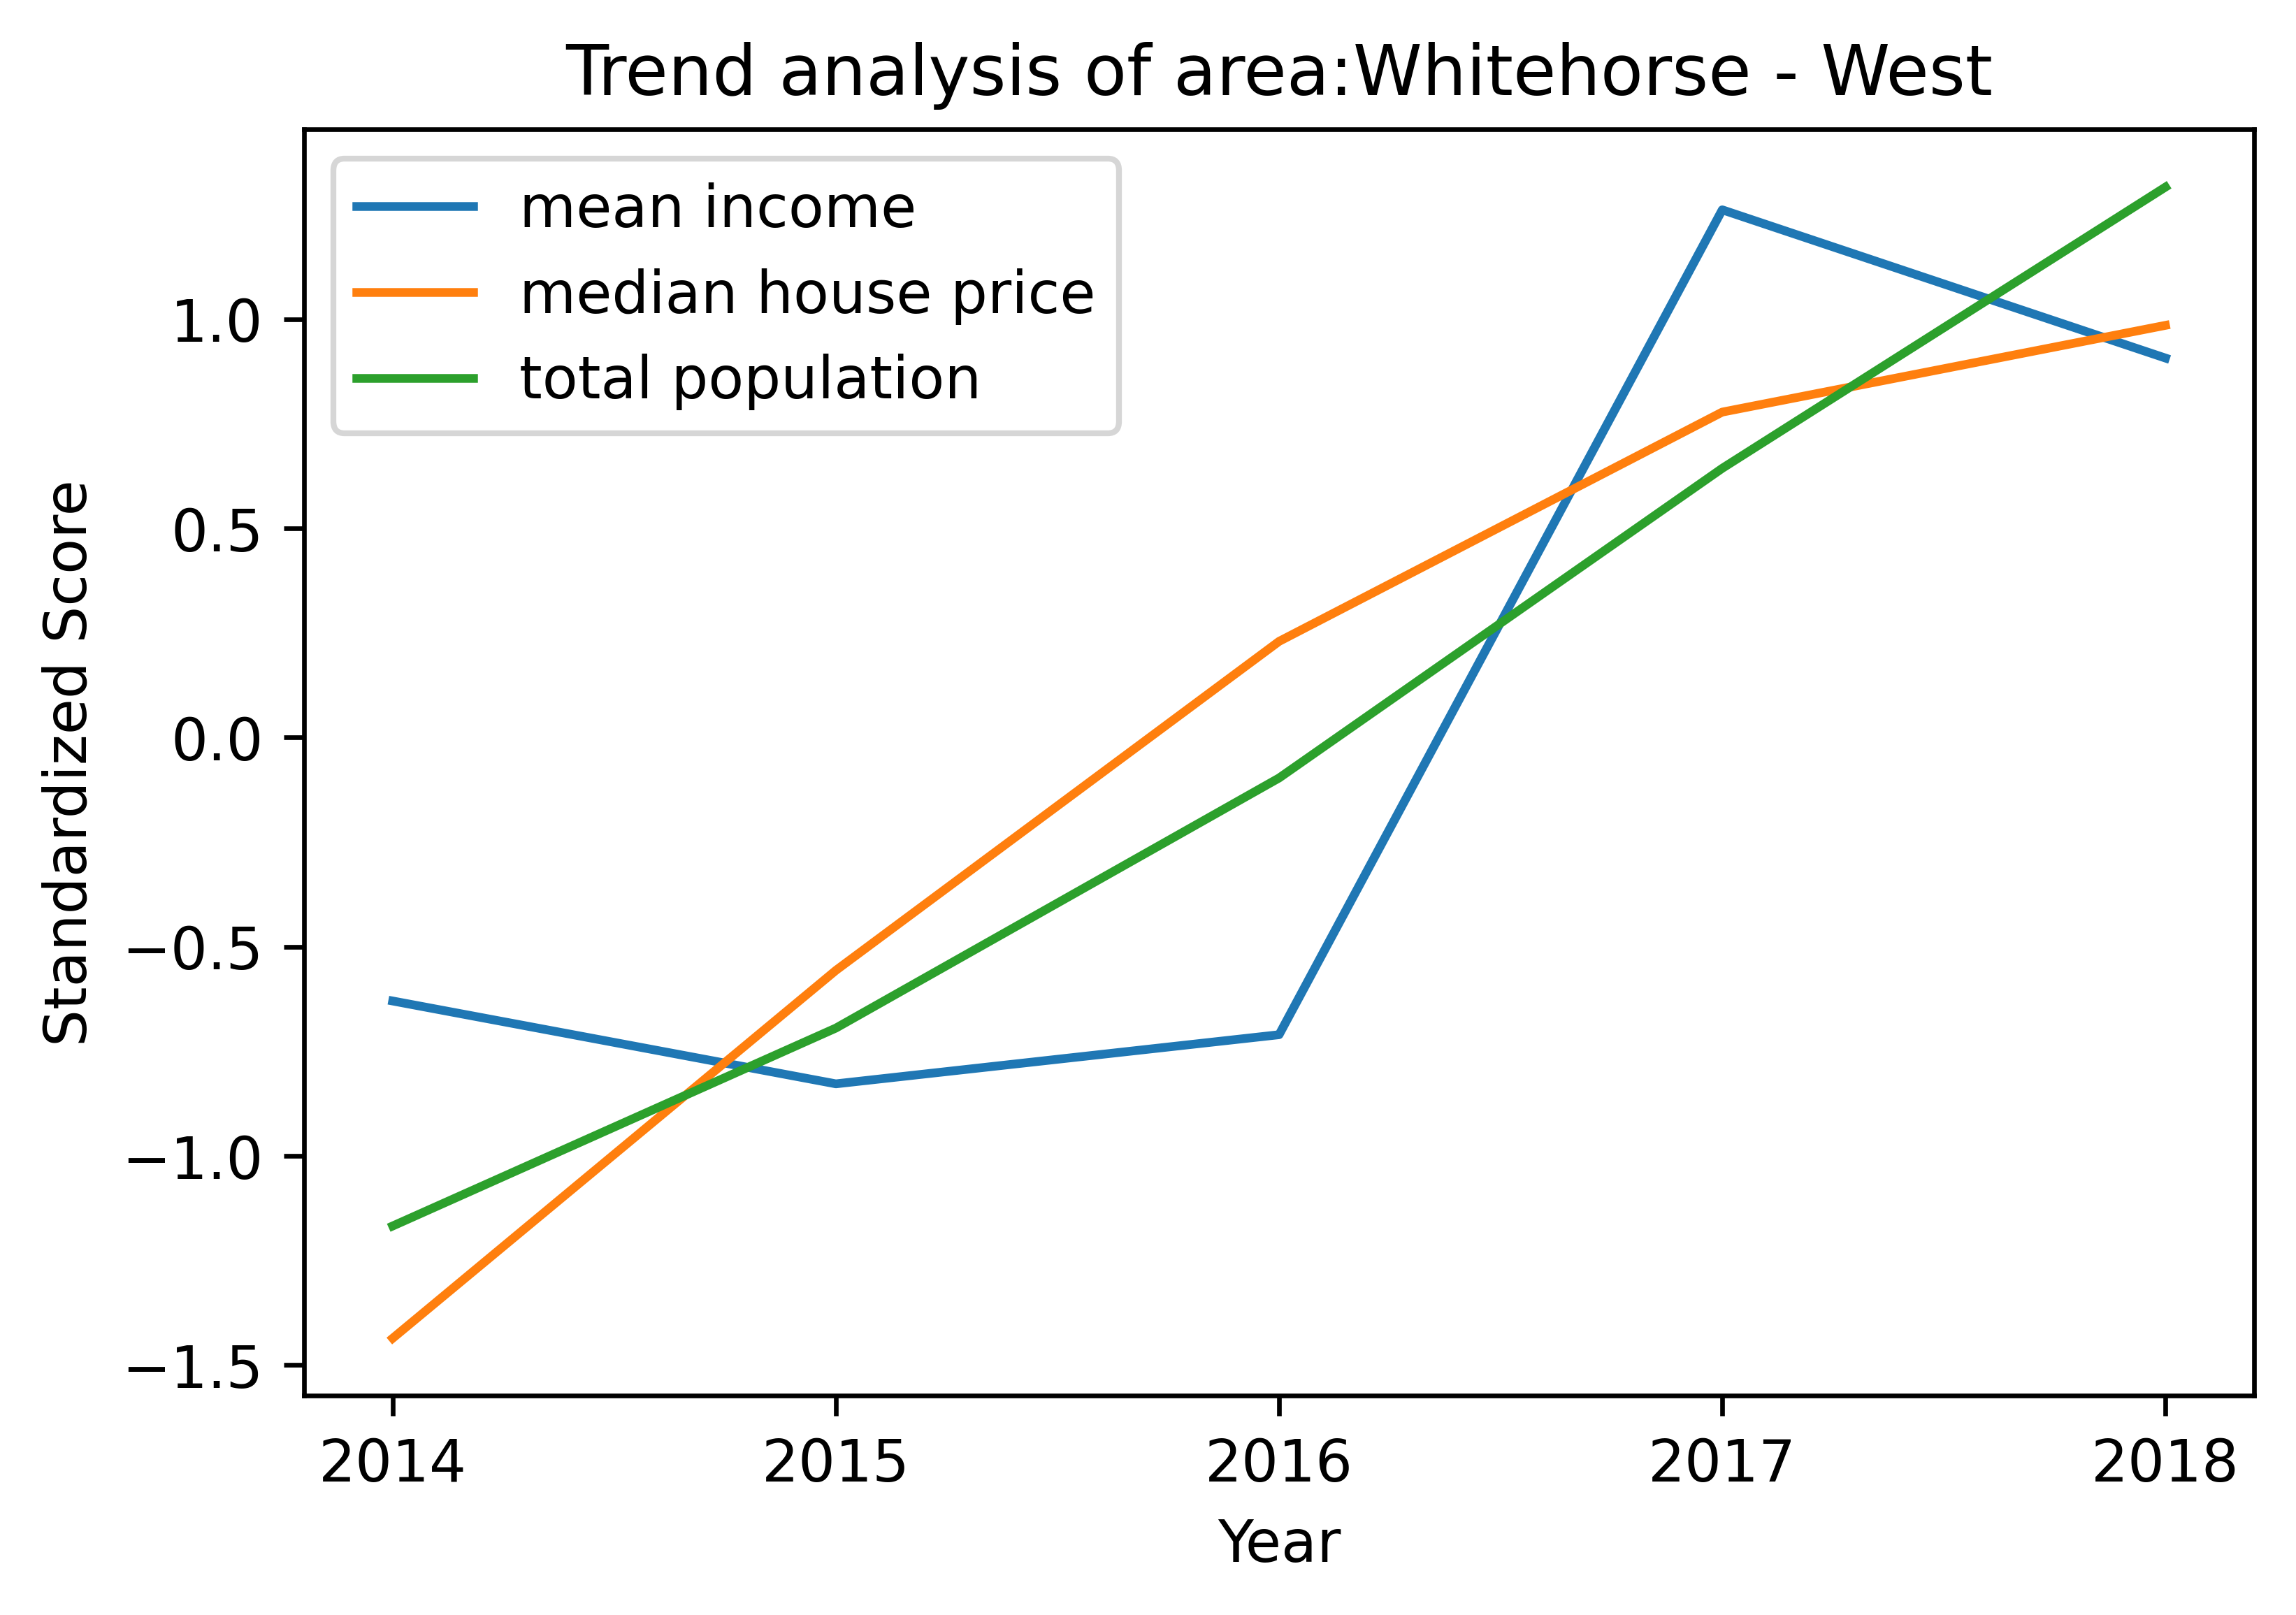 Trend analysis of area:Whitehorse - West
mean income
median house price
total population
Standardized Score
1.0
0.5
0.0
−0.5
−1.0
−1.5
2014 2015 2016 2017 2018
Year